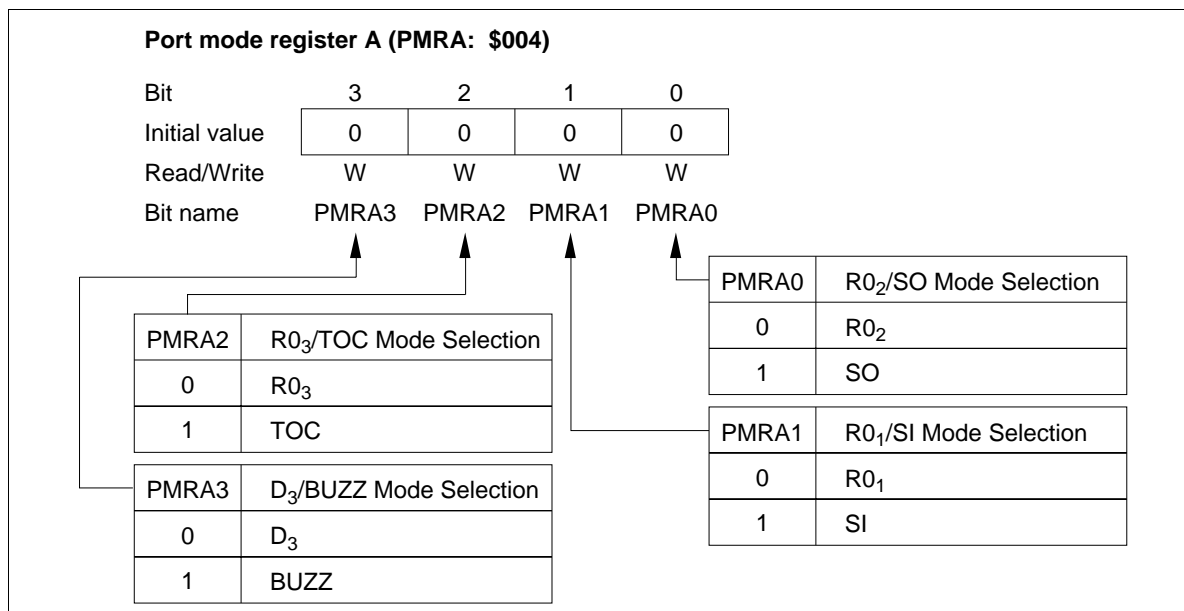 Port mode register A (PMRA: $004)
Bit 3 2 1 0
Initial value 0 0 0 0
Read/Write W W W W
Bit name PMRA3 PMRA2 PMRA1 PMRA0
PMRA0 R0₂/SO Mode Selection
0 R0₂
1 SO
PMRA2 R0₃/TOC Mode Selection
0 R0₃
1 TOC
PMRA1 R0₁/SI Mode Selection
0 R0₁
1 SI
PMRA3 D₃/BUZZ Mode Selection
0 D₃
1 BUZZ